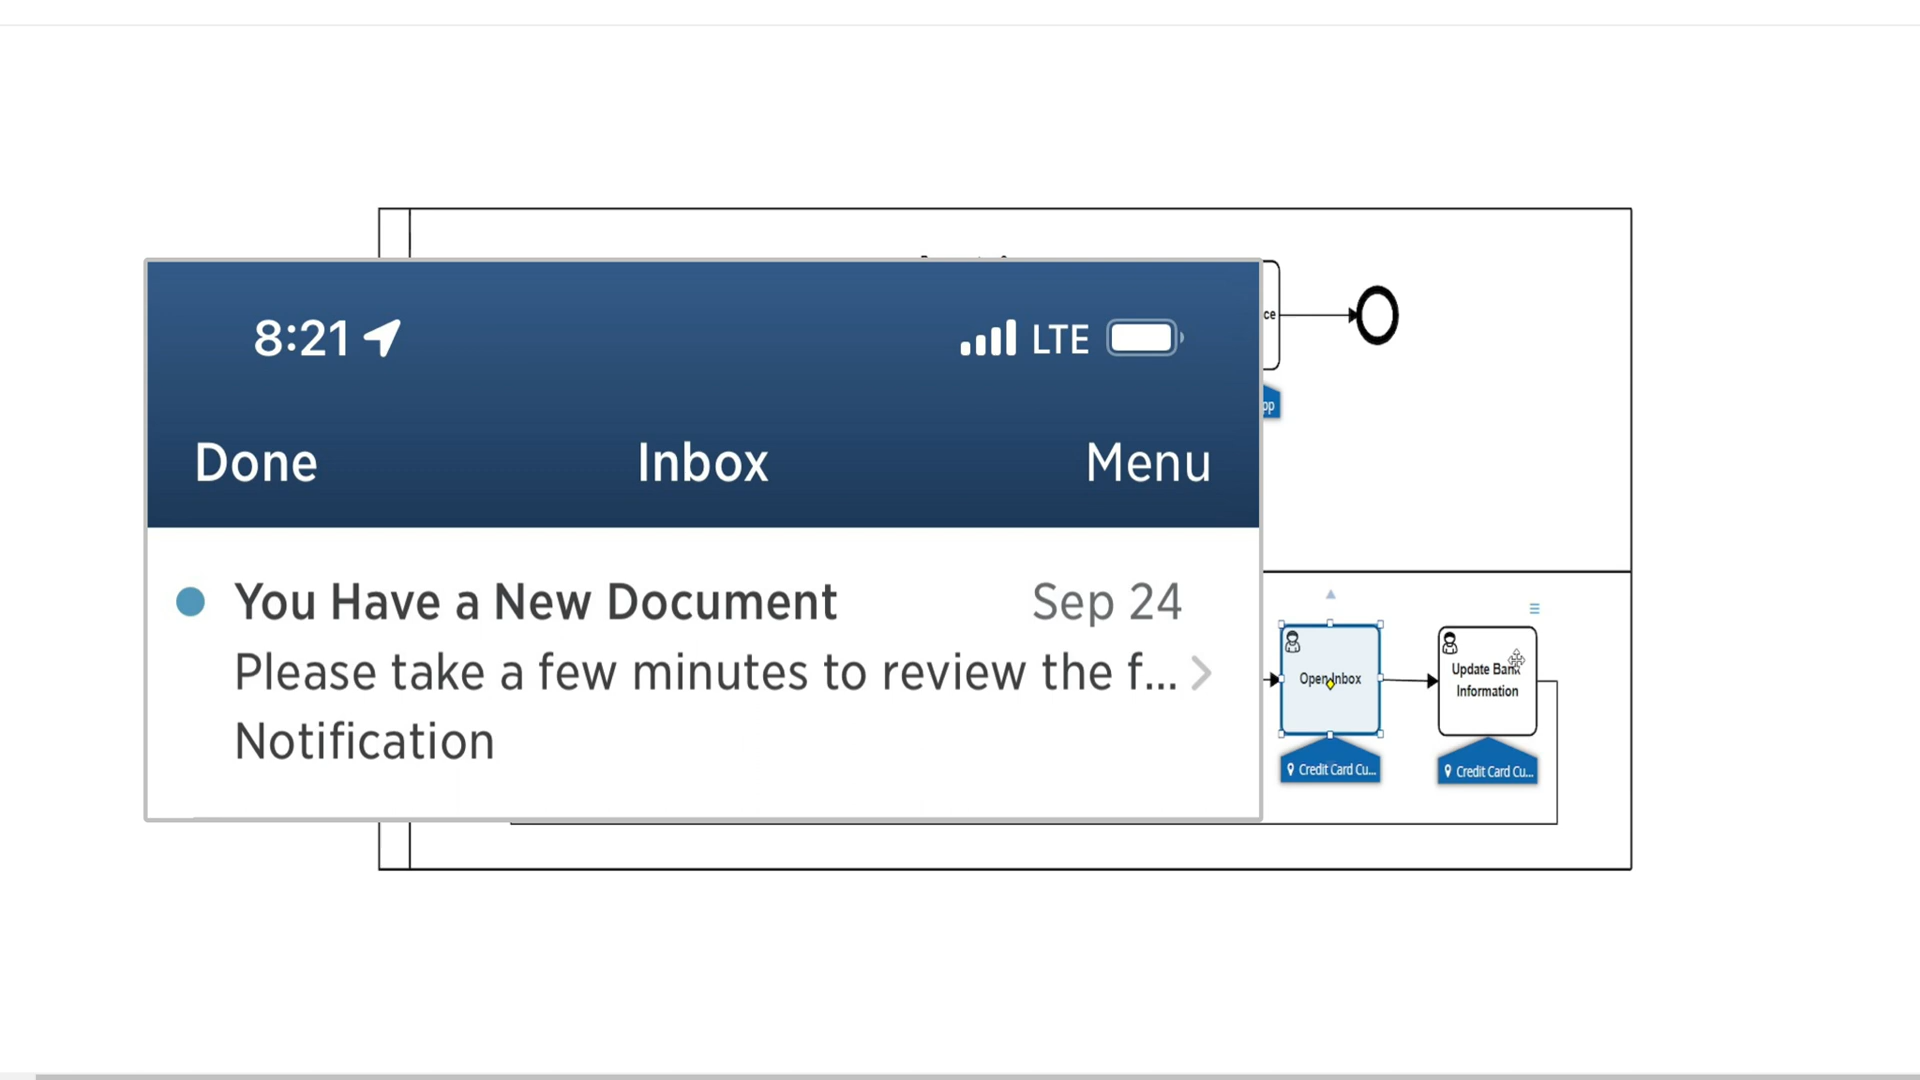 8:21 LTE
Done Inbox Menu
You Have a New Document Sep 24
Please take a few minutes to review the f...
Notification
ce
pp
Open Inbox
Credit Card Cu...
Update Bank
Information
Credit Card Cu...